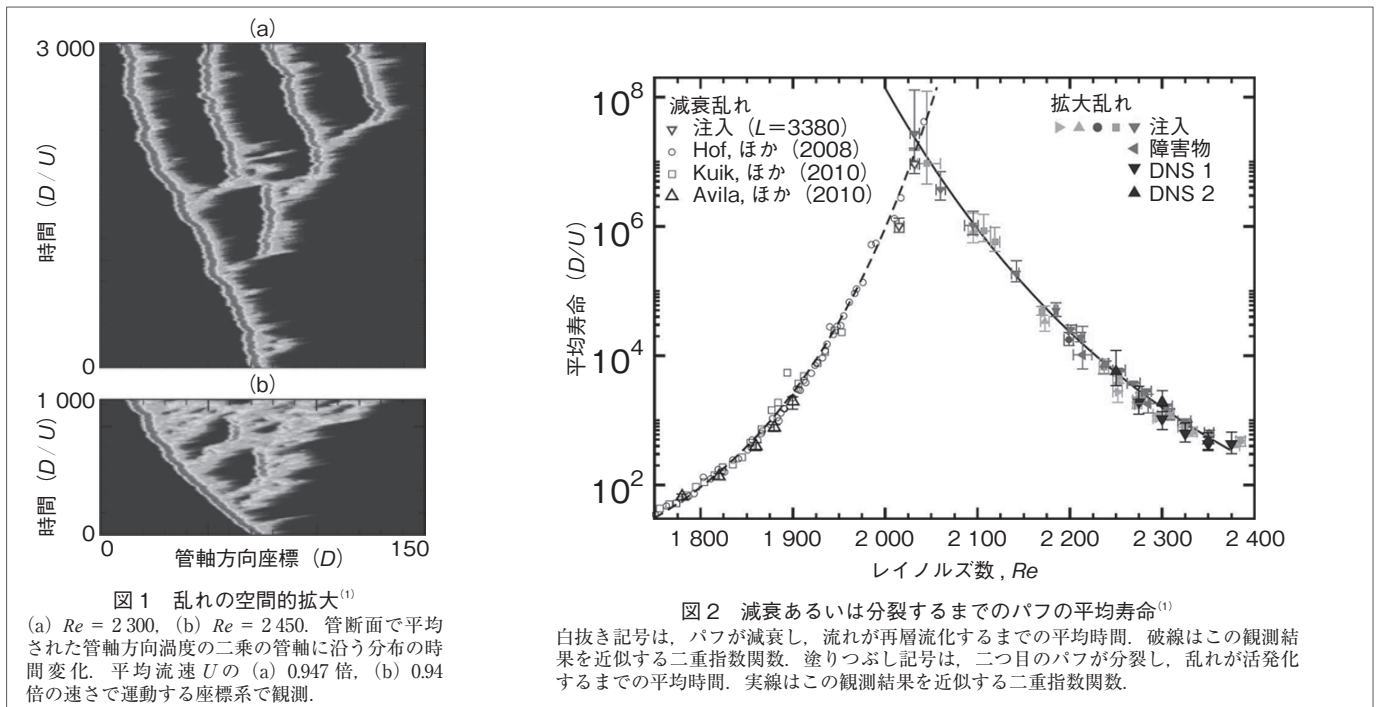 (a)
3 000
時間 (D / U)
0
(b)
1 000
時間 (D / U)
0
0
150
管軸方向座標 (D)
図 1 乱れの空間的拡大(1)
(a) Re = 2 300, (b) Re = 2 450. 管断面で平均
された管軸方向渦度の二乗の管軸に沿う分布の時
間変化. 平均流速 U の (a) 0.947 倍, (b) 0.94
倍の速さで運動する座標系で観測.
10^8
10^6
10^4
10^2
平均寿命 (D/U)
減衰乱れ
注入 (L=3380)
Hof, ほか (2008)
Kuik, ほか (2010)
Avila, ほか (2010)
拡大乱れ
注入
障害物
DNS 1
DNS 2
1 800
1 900
2 000
2 100
2 200
2 300
2 400
レイノルズ数, Re
図 2 減衰あるいは分裂するまでのパフの平均寿命(1)
白抜き記号は, パフが減衰し, 流れが再層流化するまでの平均時間. 破線はこの観測結
果を近似する二重指数関数. 塗りつぶし記号は, 二つ目のパフが分裂し, 乱れが活発化
するまでの平均時間. 実線はこの観測結果を近似する二重指数関数.